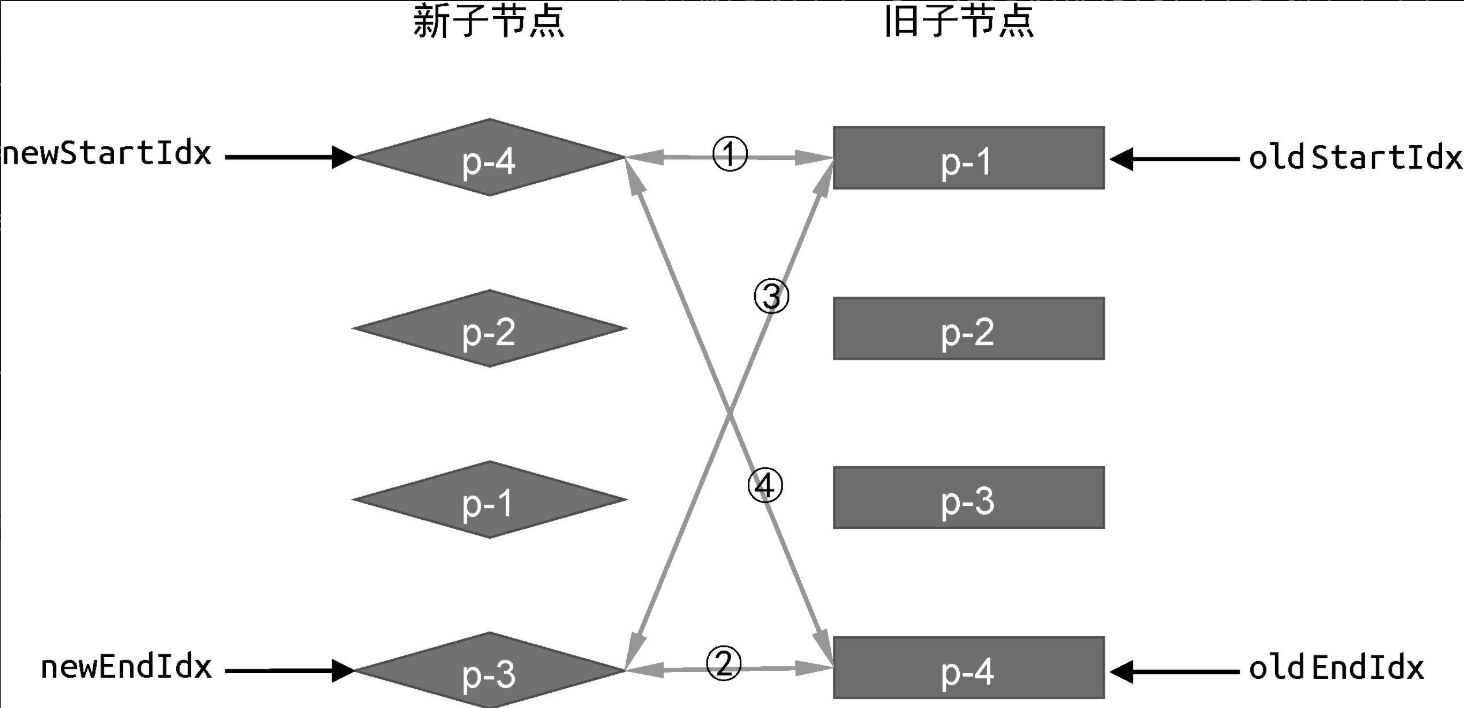 新子节点 旧子节点
newStartIdx p-4 ① p-1 oldStartIdx
③
p-2 p-2
④
p-1 p-3
newEndIdx p-3 ② p-4 oldEndIdx